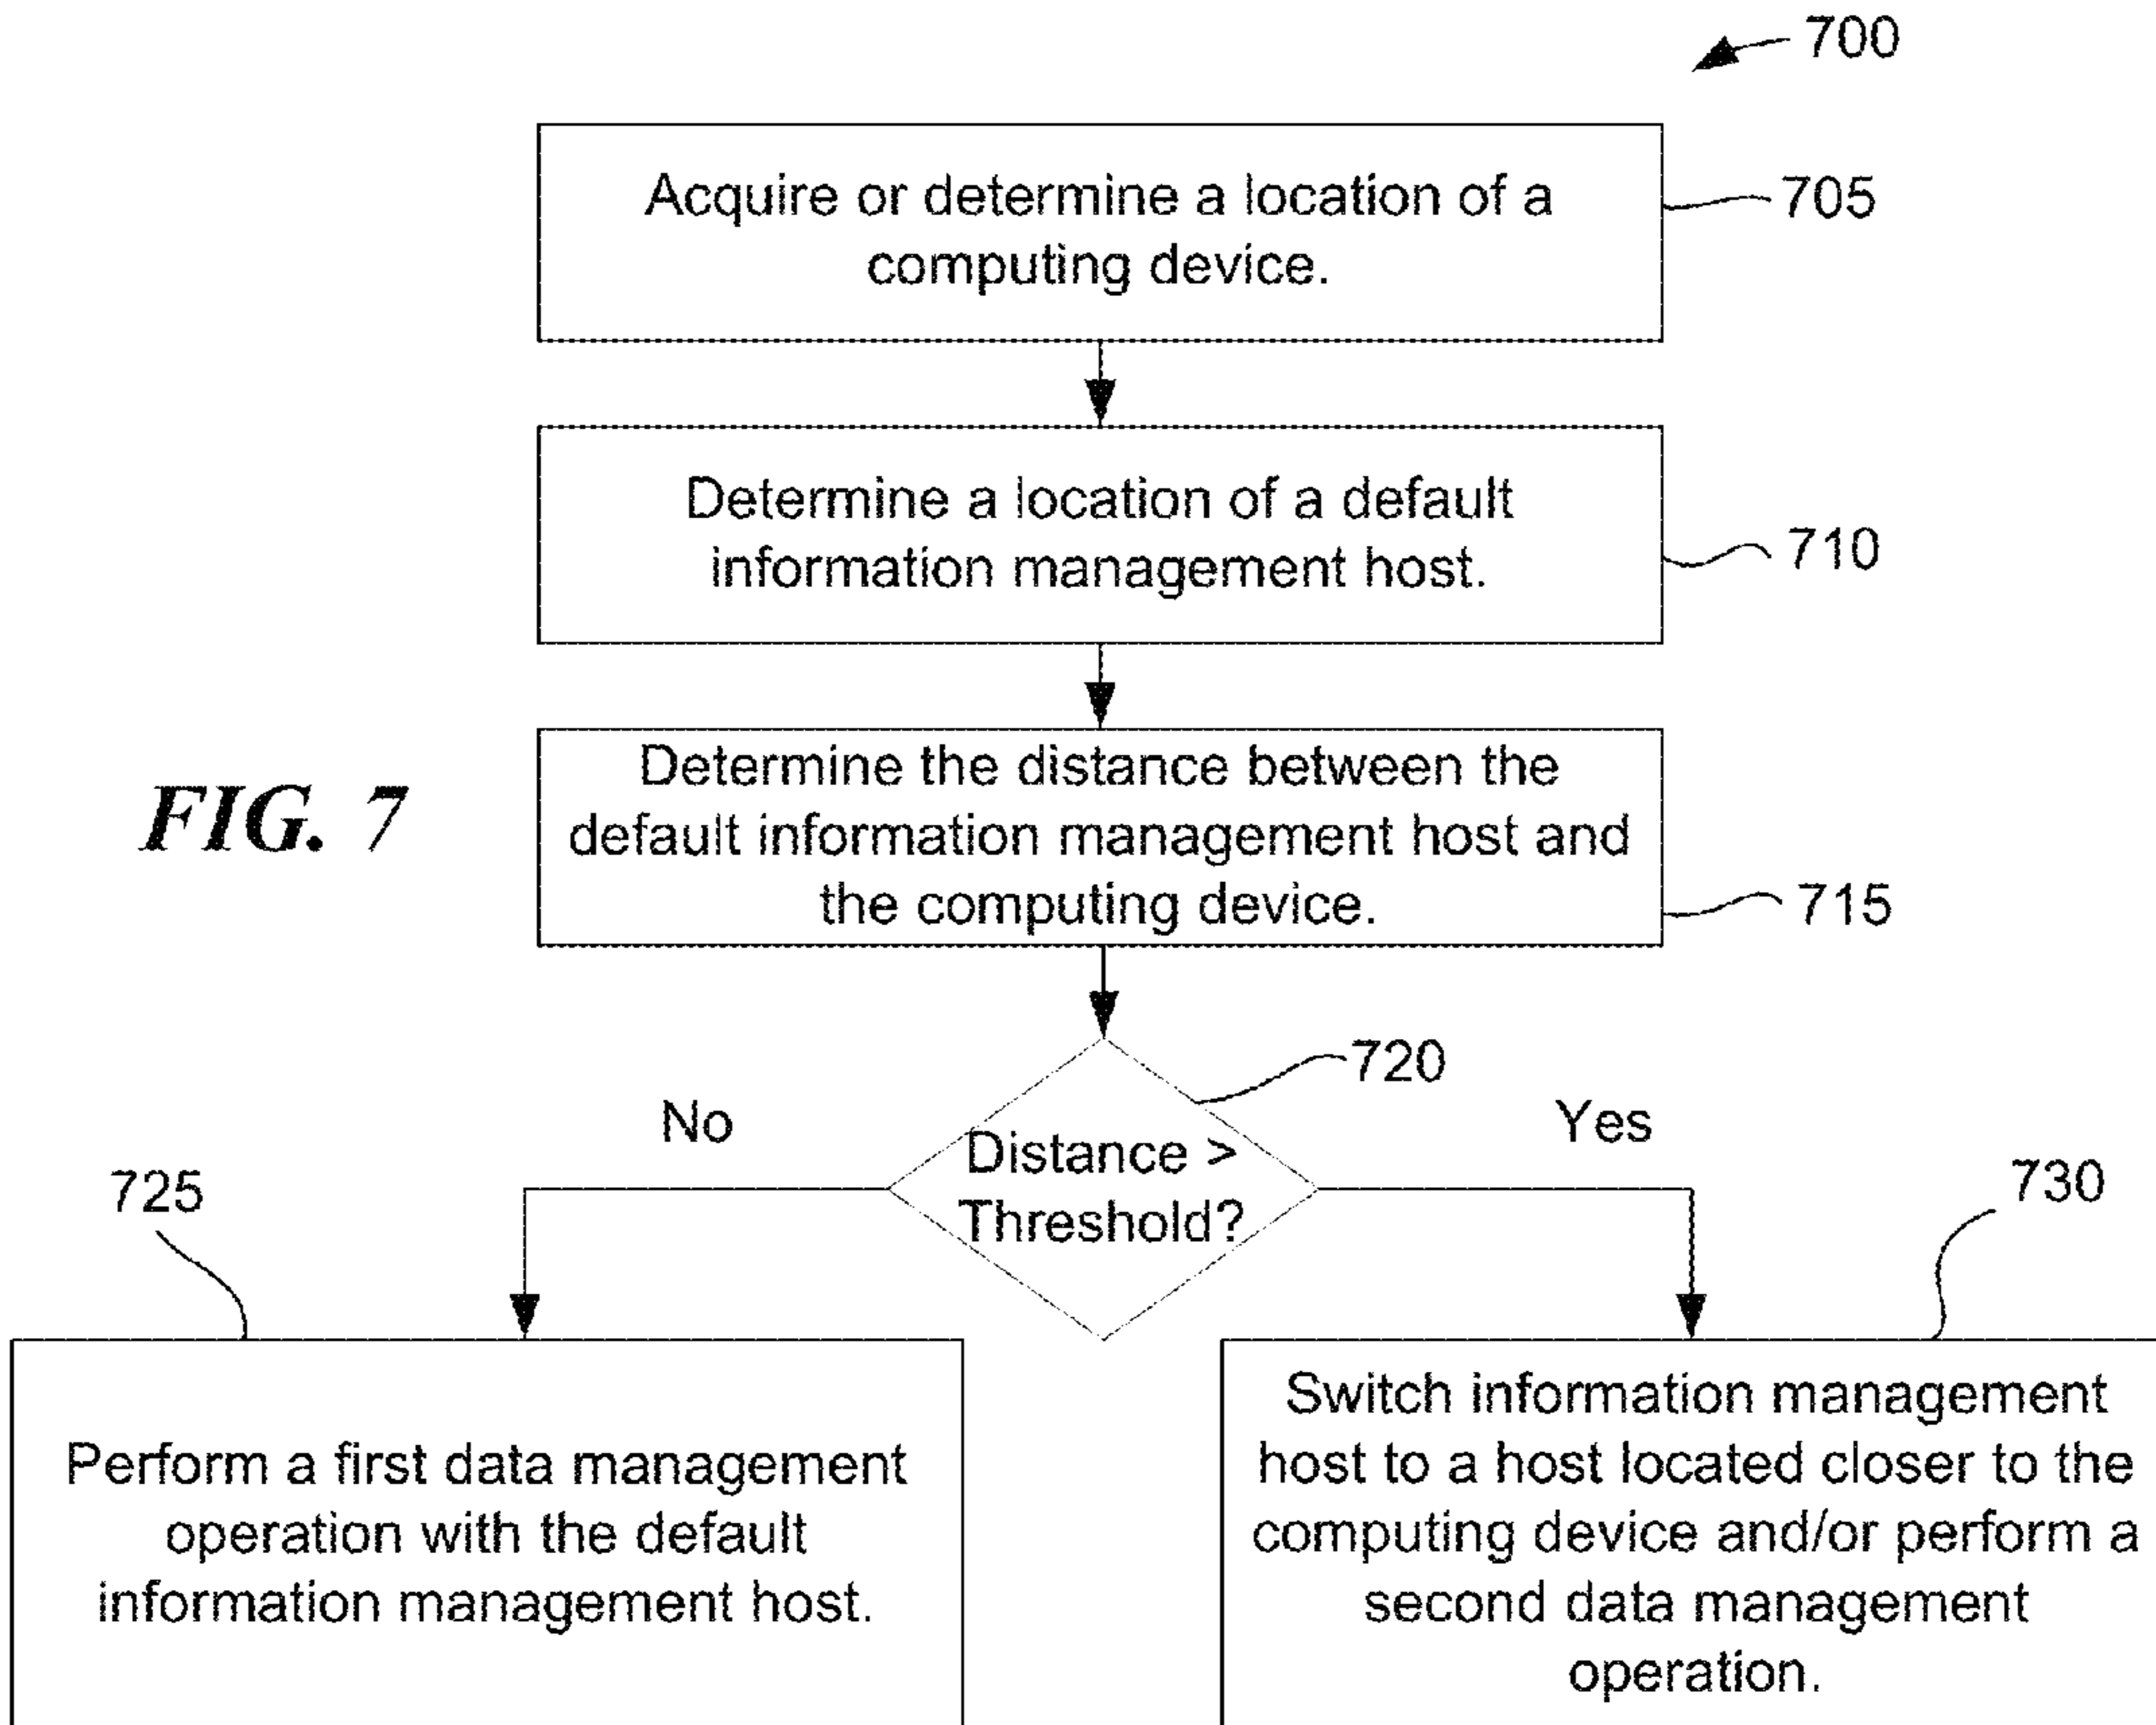 700
Acquire or determine a location of a
computing device.
705
Determine a location of a default
information management host.
710
FIG. 7
Determine the distance between the
default information management host and
the computing device.
715
720
No
Distance >
Threshold?
Yes
725
730
Perform a first data management
operation with the default
information management host.
Switch information management
host to a host located closer to the
computing device and/or perform a
second data management
operation.